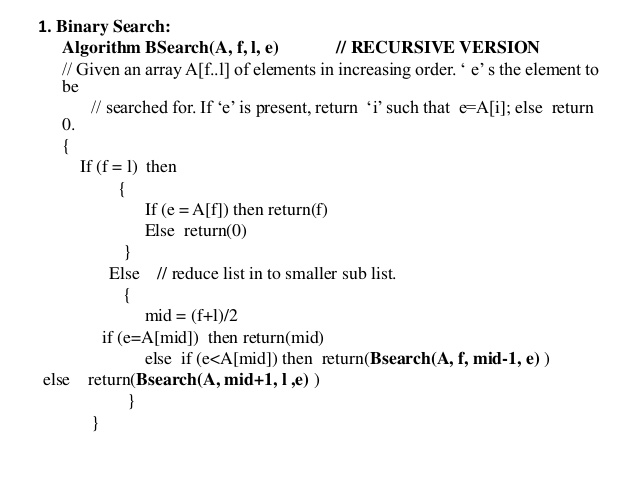 1. Binary Search:
Algorithm BSearch(A, f, l, e) // RECURSIVE VERSION
// Given an array A[f..l] of elements in increasing order. ‘ e’ s the element to
be
// searched for. If ‘e’ is present, return ‘i’ such that e=A[i]; else return
0.
{
If (f = l) then
{
If (e = A[f]) then return(f)
Else return(0)
}
Else // reduce list in to smaller sub list.
{
mid = (f+l)/2
if (e=A[mid]) then return(mid)
else if (e<A[mid]) then return(Bsearch(A, f, mid-1, e) )
else return(Bsearch(A, mid+1, l ,e) )
}
}